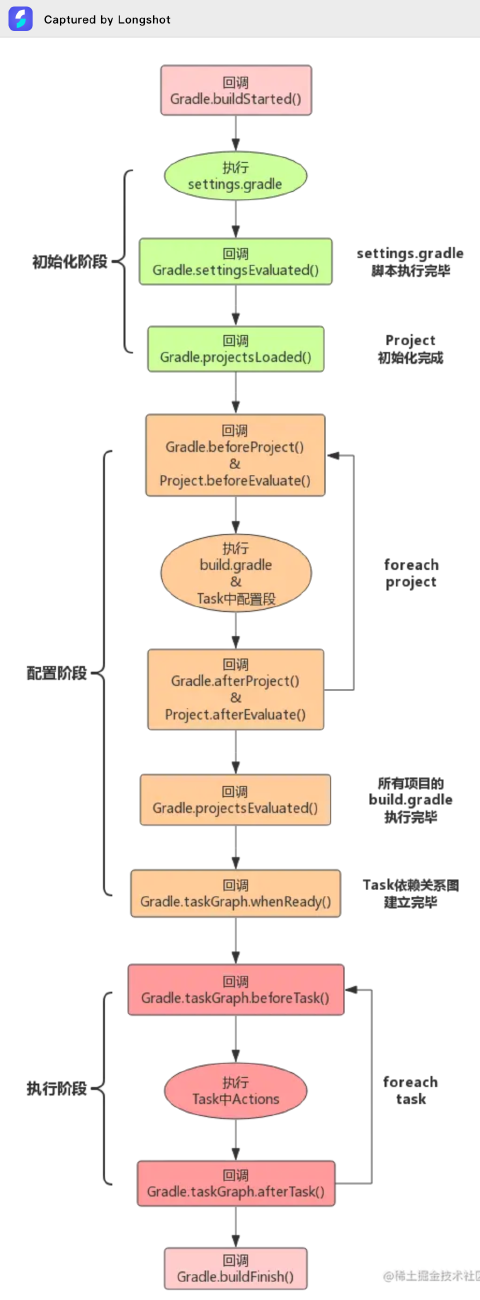 Captured by Longshot
回调
Gradle.buildStarted()
执行
settings.gradle
初始化阶段
回调
Gradle.settingsEvaluated()
settings.gradle
脚本执行完毕
回调
Gradle.projectsLoaded()
Project
初始化完成
回调
Gradle.beforeProject()
&
Project.beforeEvaluate()
执行
build.gradle
&
Task中配置段
foreach
project
配置阶段
回调
Gradle.afterProject()
&
Project.afterEvaluate()
回调
Gradle.projectsEvaluated()
所有项目的
build.gradle
执行完毕
回调
Gradle.taskGraph.whenReady()
Task依赖关系图
建立完毕
回调
Gradle.taskGraph.beforeTask()
执行阶段
执行
Task中Actions
foreach
task
回调
Gradle.taskGraph.afterTask()
回调
Gradle.buildFinish()
@稀土掘金技术社区